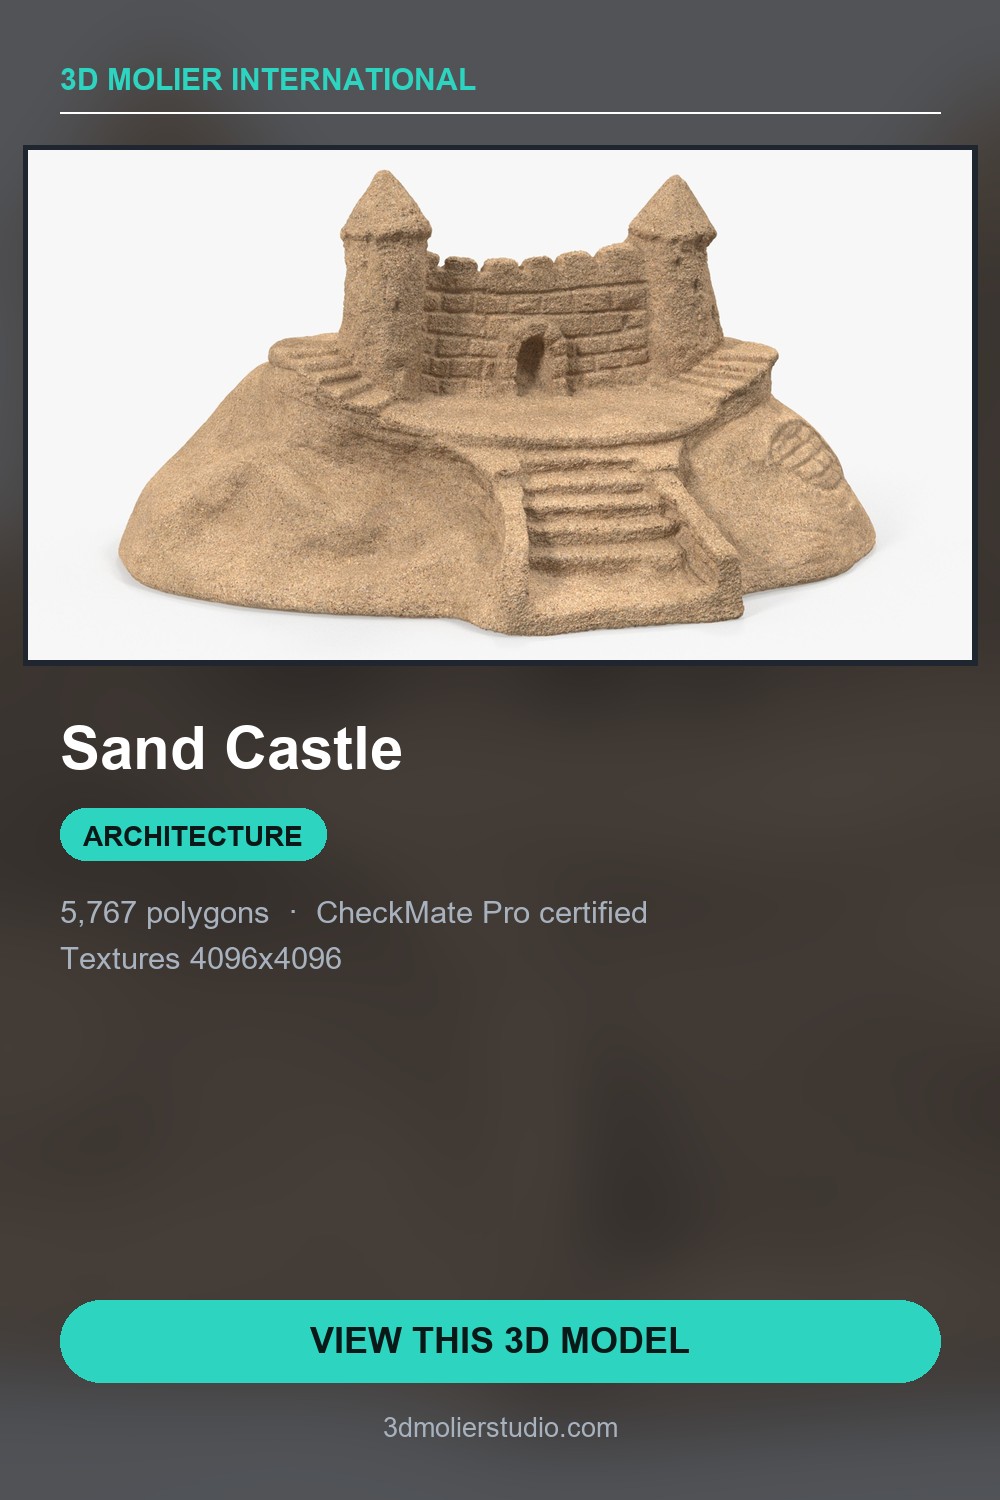 3D MOLIER INTERNATIONAL
Sand Castle
ARCHITECTURE
5,767 polygons · CheckMate Pro certified
Textures 4096x4096
VIEW THIS 3D MODEL
3dmolierstudio.com